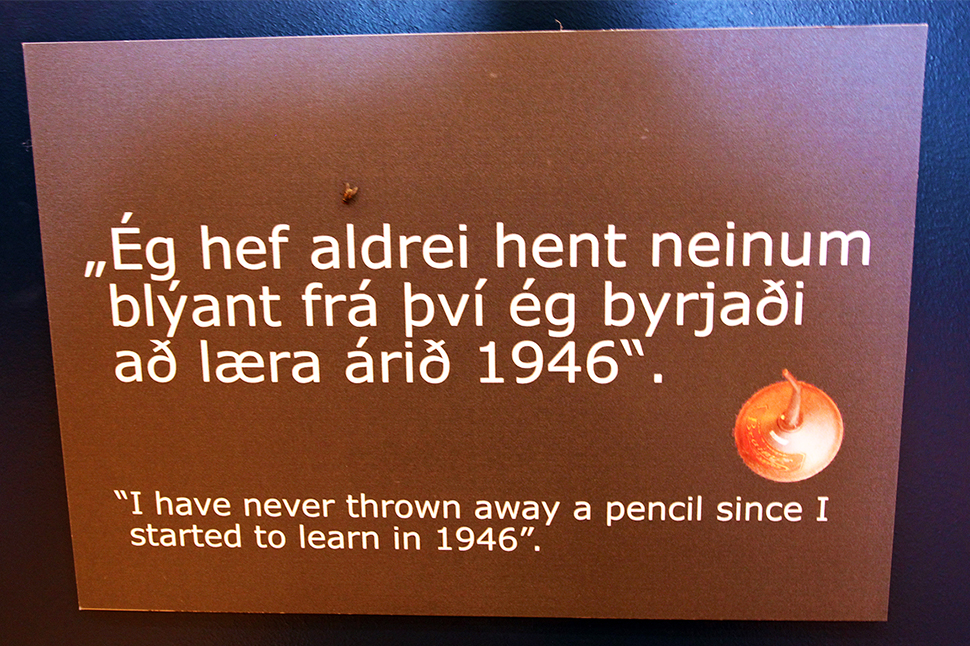 „Ég hef aldrei hent neinum
blýant frá því ég byrjaði
að læra árið 1946“.
“I have never thrown away a pencil since I
started to learn in 1946”.